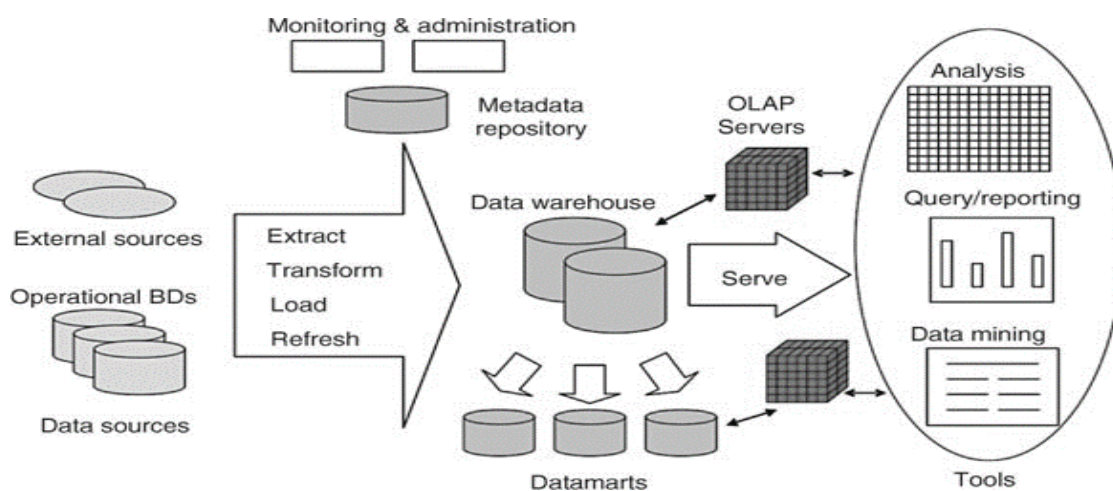 Monitoring & administration
Metadata
repository
OLAP
Servers
Analysis
Data warehouse
Query/reporting
External sources
Extract
Transform
Load
Refresh
Serve
Operational BDs
Data mining
Data sources
Datamarts
Tools